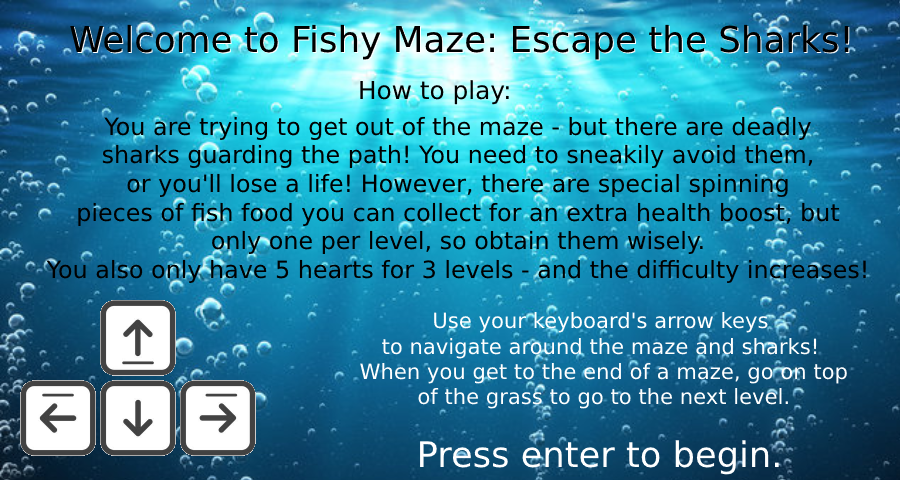 Welcome to Fishy Maze: Escape the Sharks!
How to play:
You are trying to get out of the maze - but there are deadly
sharks guarding the path! You need to sneakily avoid them,
or you'll lose a life! However, there are special spinning
pieces of fish food you can collect for an extra health boost, but
only one per level, so obtain them wisely.
You also only have 5 hearts for 3 levels - and the difficulty increases!
Use your keyboard's arrow keys
to navigate around the maze and sharks!
When you get to the end of a maze, go on top
of the grass to go to the next level.
Press enter to begin.